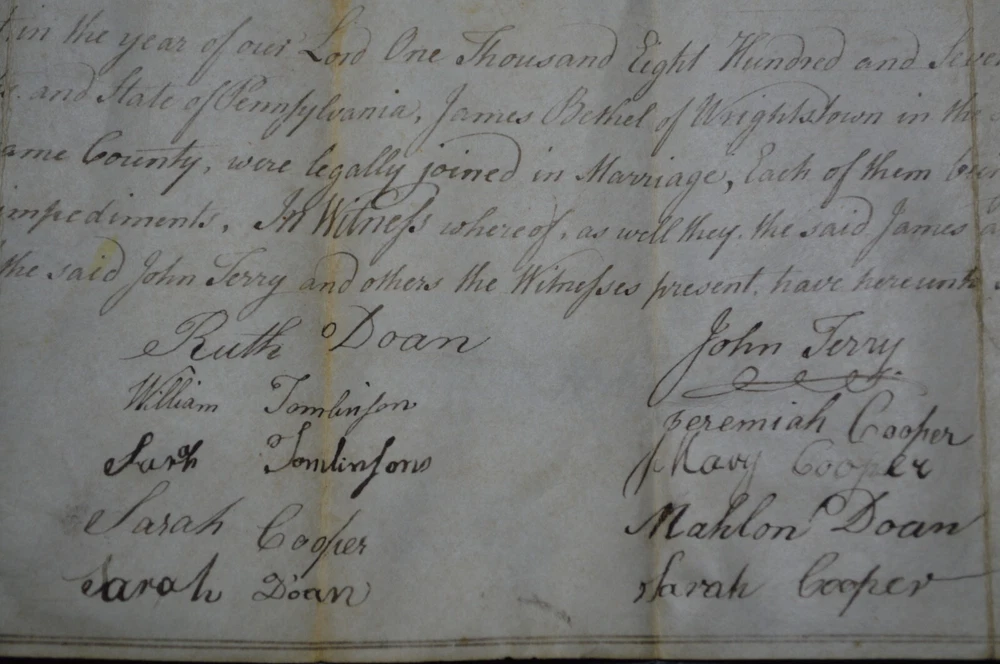 in the year of our Lord One Thousand Eight Hundred and Seven
and State of Pennsylvania, James Bethel of Wrightstown in the
ame County, were legally joined in Marriage, Each of them bein
impediments. In Witness whereof, as well they, the said James a
the said John Terry and others the Witnesses present, have hereunto
Ruth Doan John Terry
William Tomlinson Jeremiah Cooper
Sarah Tomlinsons Mary Cooper
Sarah Cooper Mahlon Doan
Sarah Doan Sarah Cooper